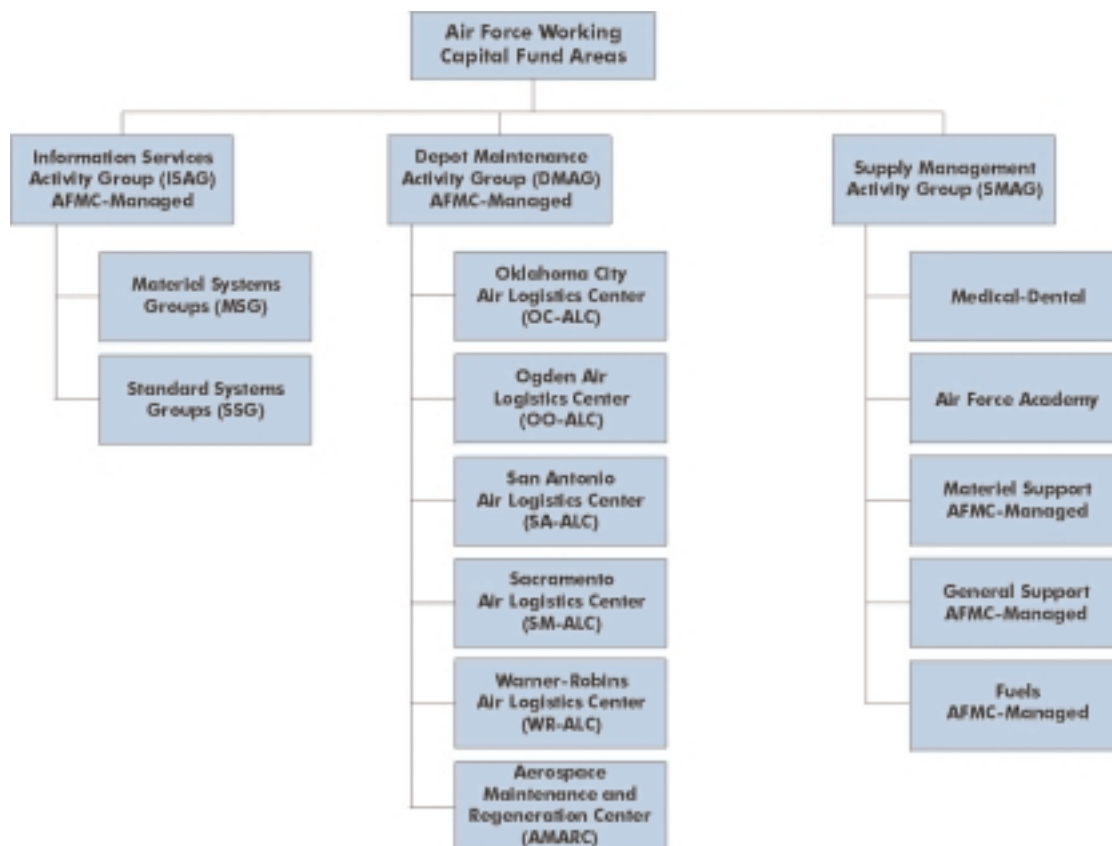 Air Force Working
Capital Fund Areas
Information Services
Activity Group (ISAG)
AFMC-Managed
Materiel Systems
Groups (MSG)
Standard Systems
Groups (SSG)
Depot Maintenance
Activity Group (DMAG)
AFMC-Managed
Oklahoma City
Air Logistics Center
(OC-ALC)
Ogden Air
Logistics Center
(OO-ALC)
San Antonio
Air Logistics Center
(SA-ALC)
Sacramento
Air Logistics Center
(SM-ALC)
Warner-Robins
Air Logistics Center
(WR-ALC)
Aerospace
Maintenance and
Regeneration Center
(AMARC)
Supply Management
Activity Group (SMAG)
Medical-Dental
Air Force Academy
Materiel Support
AFMC-Managed
General Support
AFMC-Managed
Fuels
AFMC-Managed